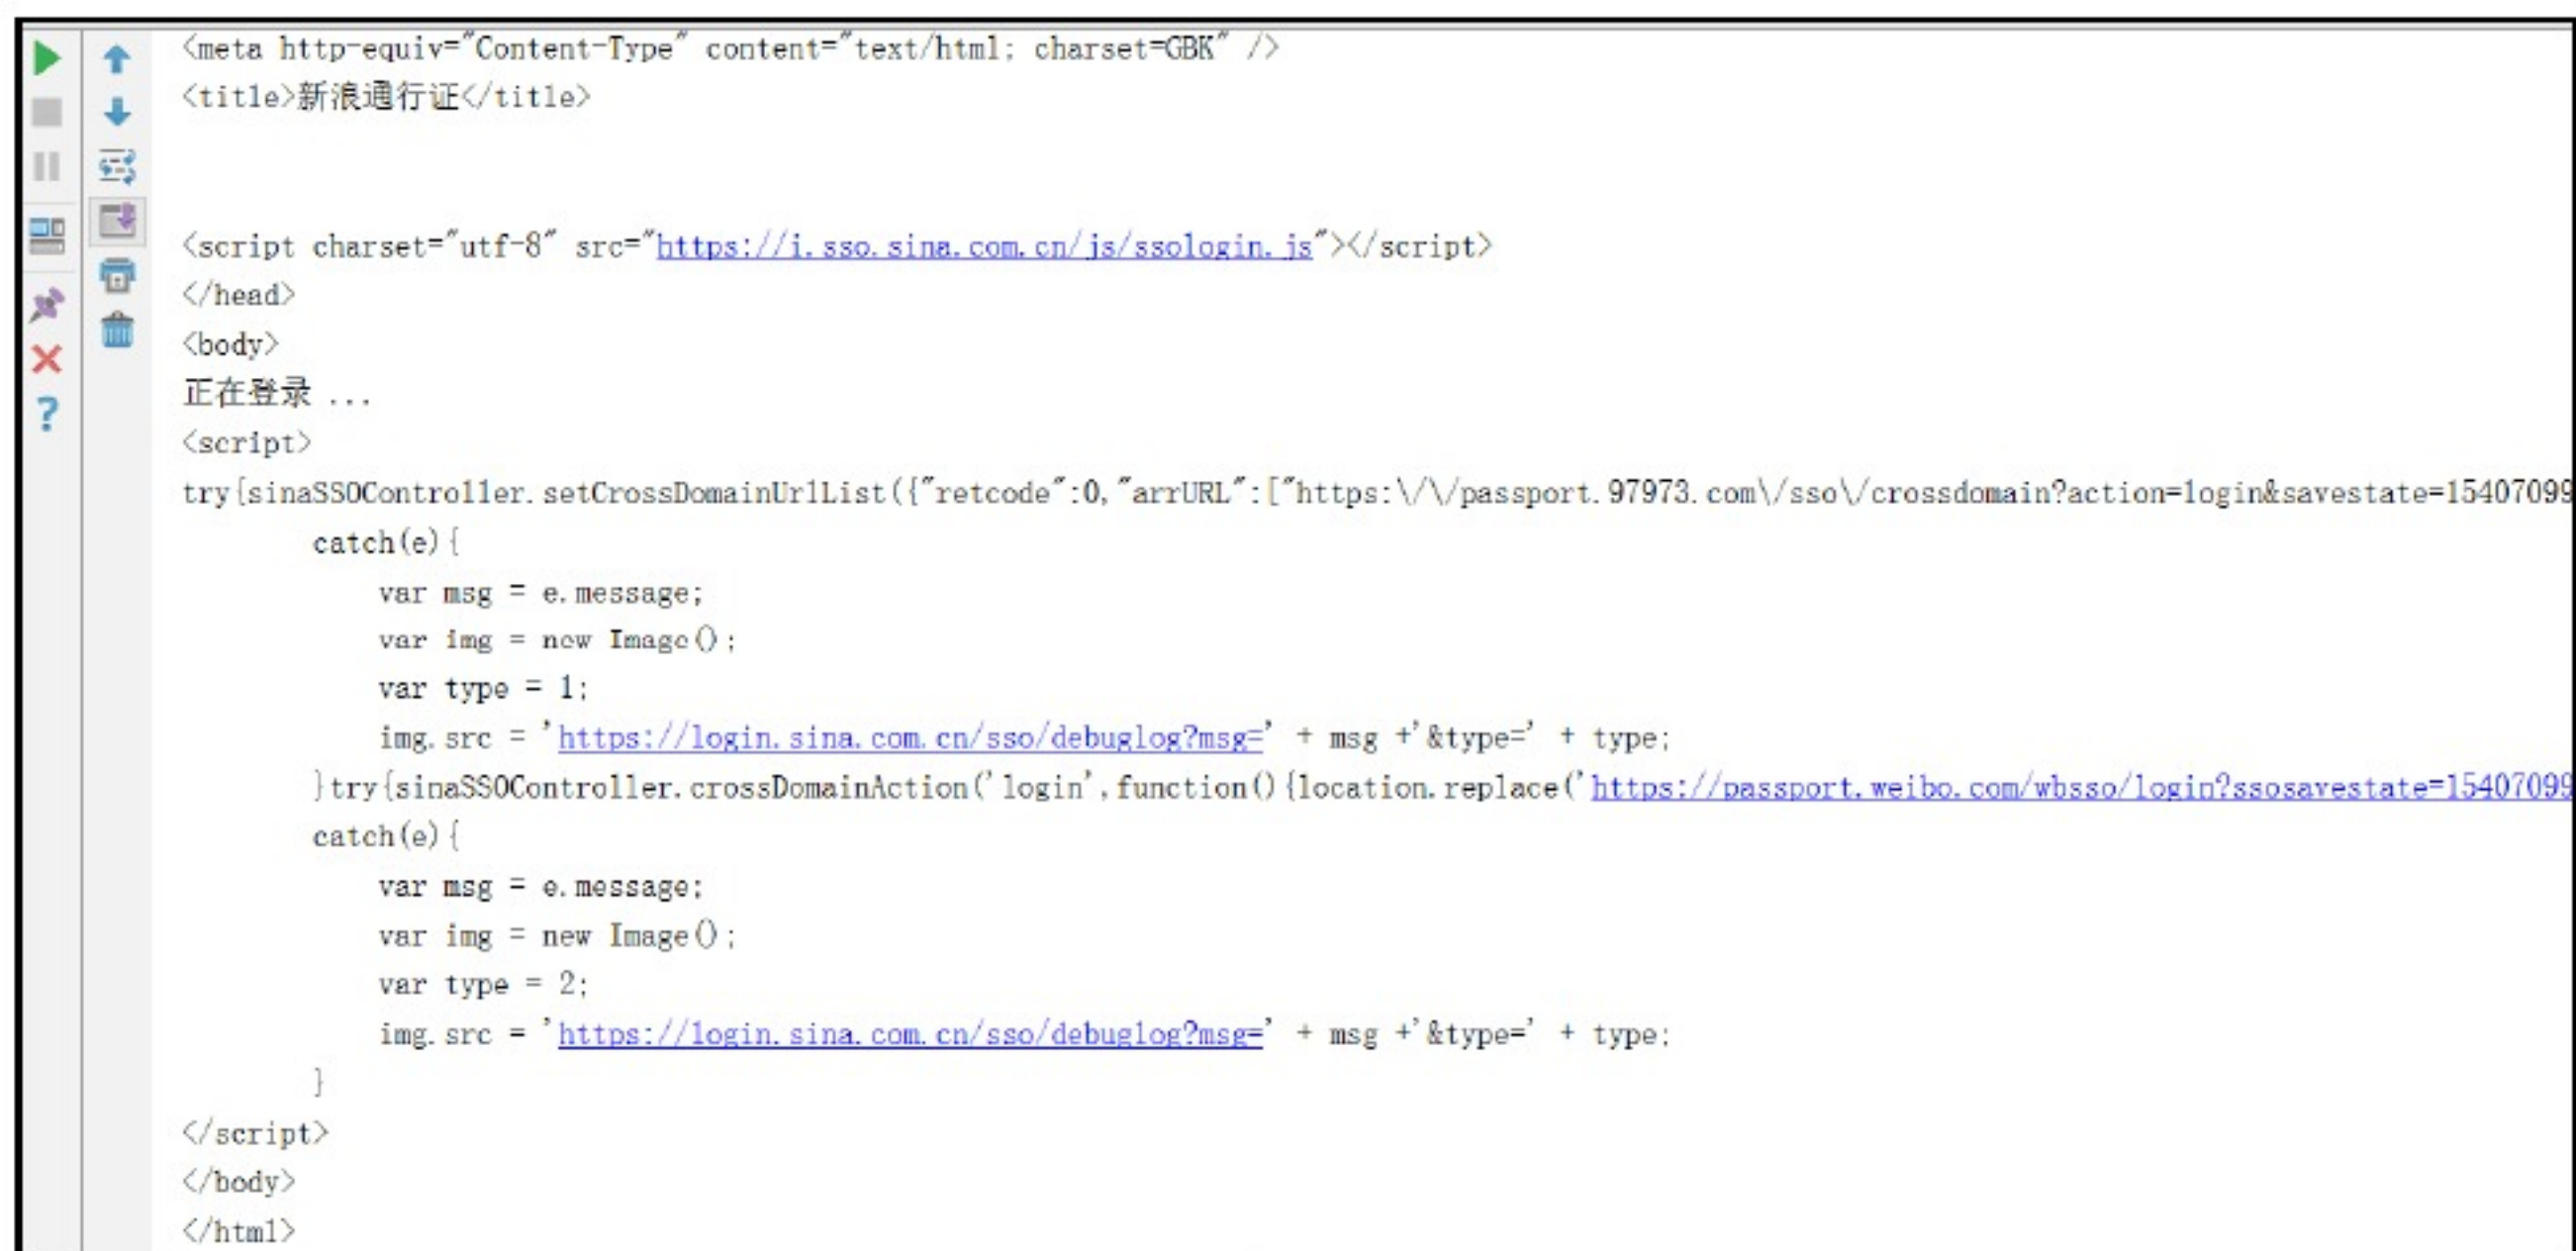 <meta http-equiv="Content-Type" content="text/html; charset=GBK" />
<title>新浪通行证</title>
<script charset="utf-8" src="https://i.sso.sina.com.cn/js/ssologin.js"></script>
</head>
<body>
正在登录 ...
<script>
try{sinaSSOController.setCrossDomainUrlList({"retcode":0,"arrURL":["https:\/\/passport.97973.com\/sso\/crossdomain?action=login&savestate=15407099
catch(e){
var msg = e.message;
var img = new Image();
var type = 1;
img.src = 'https://login.sina.com.cn/sso/debuglog?msg=' + msg +'&type=' + type;
}try{sinaSSOController.crossDomainAction('login',function(){location.replace('https://passport.weibo.com/wbsso/login?ssosavestate=15407099
catch(e){
var msg = e.message;
var img = new Image();
var type = 2;
img.src = 'https://login.sina.com.cn/sso/debuglog?msg=' + msg +'&type=' + type;
}
</script>
</body>
</html>